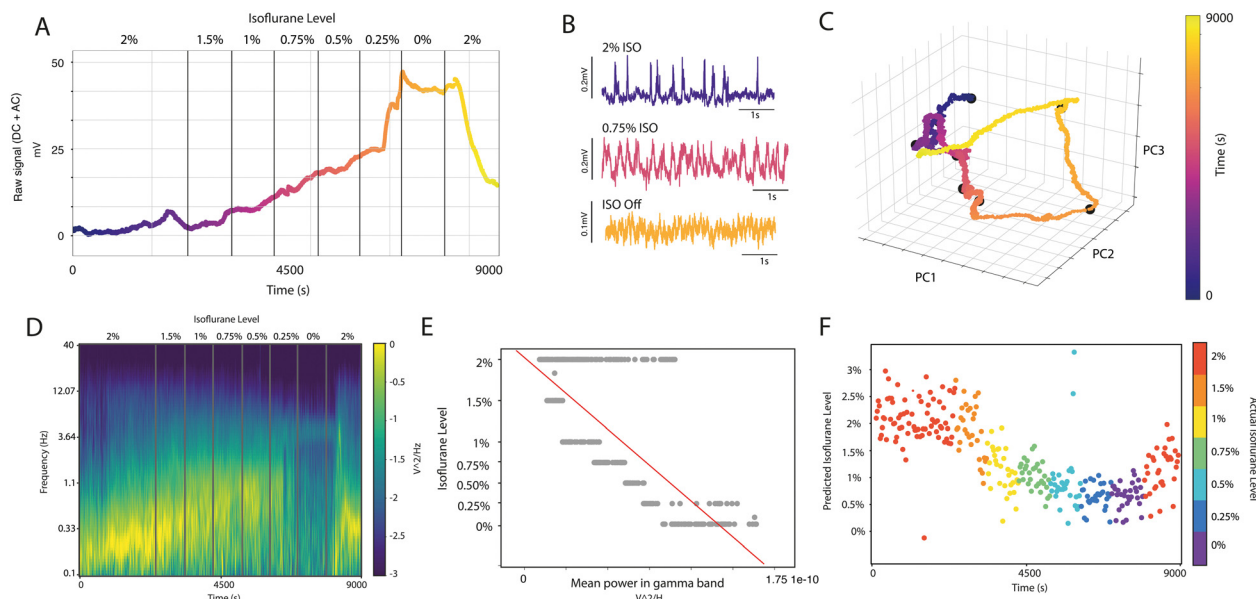 A
Isoflurane Level
2% 1.5% 1% 0.75% 0.5% 0.25% 0% 2%
50
25
0
Raw signal (DC + AC)
mV
0 4500 9000
Time (s)
B
2% ISO
0.2mV
1s
0.75% ISO
0.2mV
1s
ISO Off
0.1mV
1s
C
PC1
PC2
PC3
9000
Time (s)
0
D
Isoflurane Level
2% 1.5% 1% 0.75% 0.5% 0.25% 0% 2%
40
12.07
3.64
1.1
0.33
0.1
Frequency (Hz)
0 4500 9000
Time (s)
0
-0.5
-1
-1.5
-2
-2.5
-3
V^2/Hz
E
2%
1.5%
1%
0.75%
0.50%
0.25%
0%
Isoflurane Level
0 1.75 1e-10
Mean power in gamma band
V^2/H
F
3%
2.5%
2%
1.5%
1%
0.5%
0%
Predicted Isoflurane Level
0 4500 9000
Time (s)
2%
1.5%
1%
0.75%
0.5%
0.25%
0%
Actual Isoflurane Level